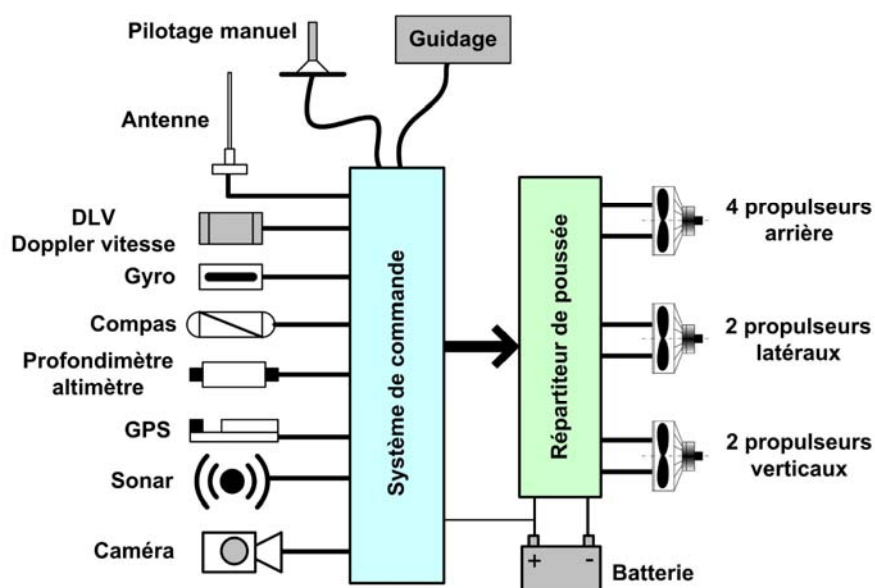 Pilotage manuel
Guidage
Antenne
DLV
Doppler vitesse
Gyro
Compas
Profondimètre
altimètre
GPS
Sonar
Caméra
Système de commande
Répartiteur de poussée
4 propulseurs
arrière
2 propulseurs
latéraux
2 propulseurs
verticaux
+ -
Batterie